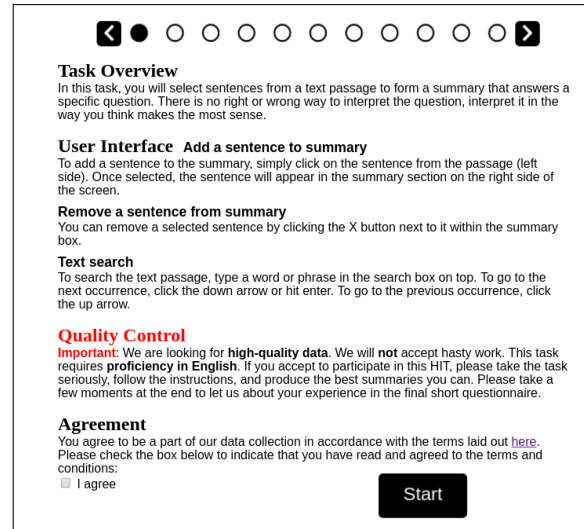 Task Overview
In this task, you will select sentences from a text passage to form a summary that answers a
specific question. There is no right or wrong way to interpret the question, interpret it in the
way you think makes the most sense.
User Interface Add a sentence to summary
To add a sentence to the summary, simply click on the sentence from the passage (left
side). Once selected, the sentence will appear in the summary section on the right side of
the screen.
Remove a sentence from summary
You can remove a selected sentence by clicking the X button next to it within the summary
box.
Text search
To search the text passage, type a word or phrase in the search box on top. To go to the
next occurrence, click the down arrow or hit enter. To go to the previous occurrence, click
the up arrow.
Quality Control
Important: We are looking for high-quality data. We will not accept hasty work. This task
requires proficiency in English. If you accept to participate in this HIT, please take the task
seriously, follow the instructions, and produce the best summaries you can. Please take a
few moments at the end to let us about your experience in the final short questionnaire.
Agreement
You agree to be a part of our data collection in accordance with the terms laid out here.
Please check the box below to indicate that you have read and agreed to the terms and
conditions:
I agree
Start